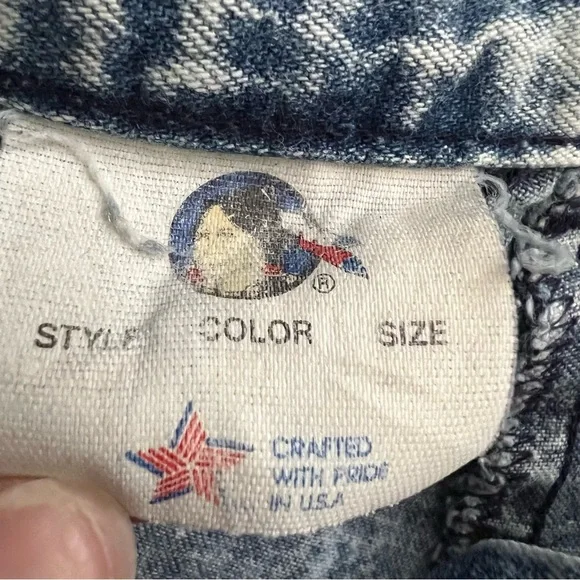 ®
STYLE COLOR SIZE
CRAFTED
WITH PRIDE
IN U.S.A